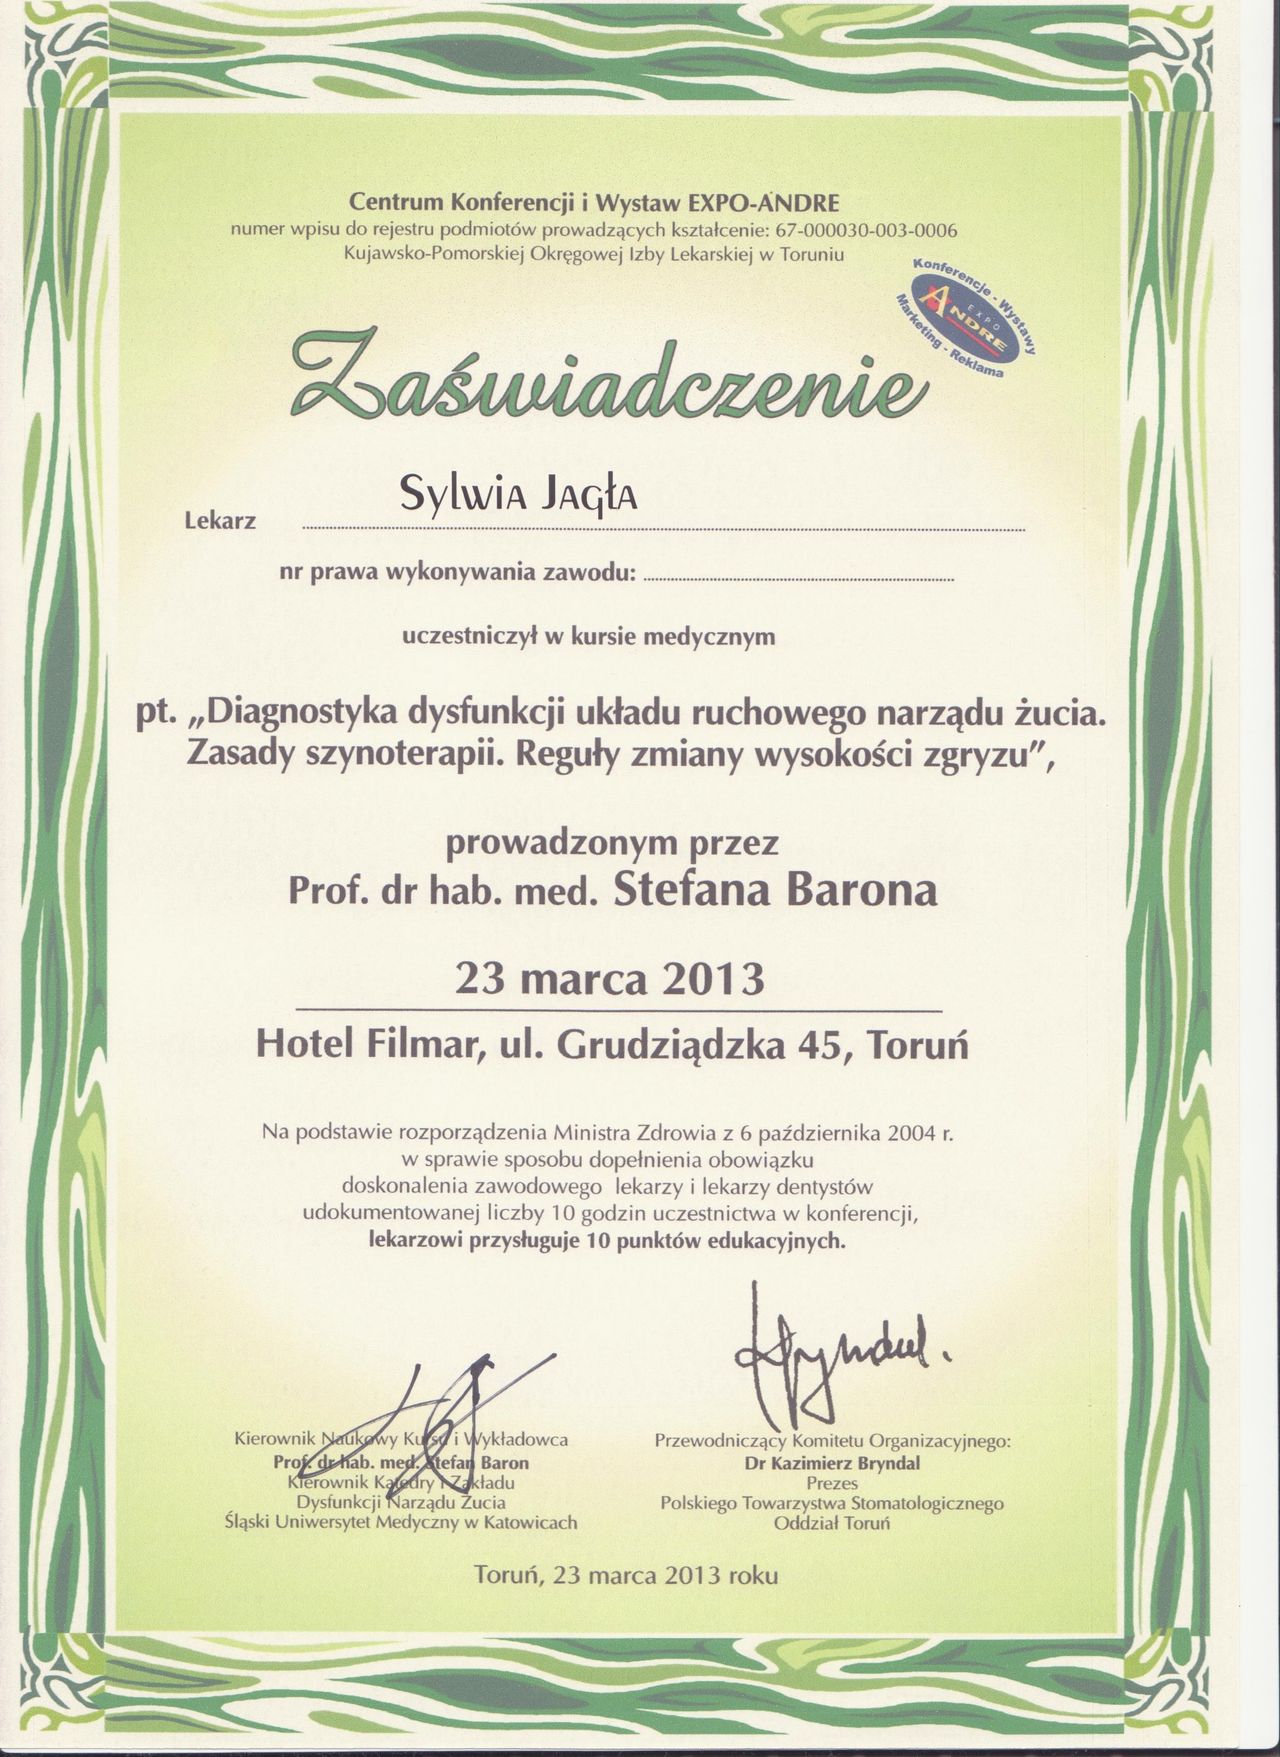 Centrum Konferencji i Wystaw EXPO-ANDRE
numer wpisu do rejestru podmiotów prowadzących kształcenie: 67-000030-003-0006
Kujawsko-Pomorskiej Okręgowej Izby Lekarskiej w Toruniu
Konferencje - Wystawy
EXPO
ANDRE
Marketing - Reklama
Zaświadczenie
Sylwia Jagła
Lekarz
nr prawa wykonywania zawodu:
uczestniczył w kursie medycznym
pt. „Diagnostyka dysfunkcji układu ruchowego narządu żucia.
Zasady szynoterapii. Reguły zmiany wysokości zgryzu”,
prowadzonym przez
Prof. dr hab. med. Stefana Barona
23 marca 2013
Hotel Filmar, ul. Grudziądzka 45, Toruń
Na podstawie rozporządzenia Ministra Zdrowia z 6 października 2004 r.
w sprawie sposobu dopełnienia obowiązku
doskonalenia zawodowego lekarzy i lekarzy dentystów
udokumentowanej liczby 10 godzin uczestnictwa w konferencji,
lekarzowi przysługuje 10 punktów edukacyjnych.
Kierownik Naukowy Kursu i Wykładowca
Prof. dr hab. med. Stefan Baron
Kierownik Katedry i Zakładu
Dysfunkcji Narządu Żucia
Śląski Uniwersytet Medyczny w Katowicach
Przewodniczący Komitetu Organizacyjnego:
Dr Kazimierz Bryndal
Prezes
Polskiego Towarzystwa Stomatologicznego
Oddział Toruń
Toruń, 23 marca 2013 roku